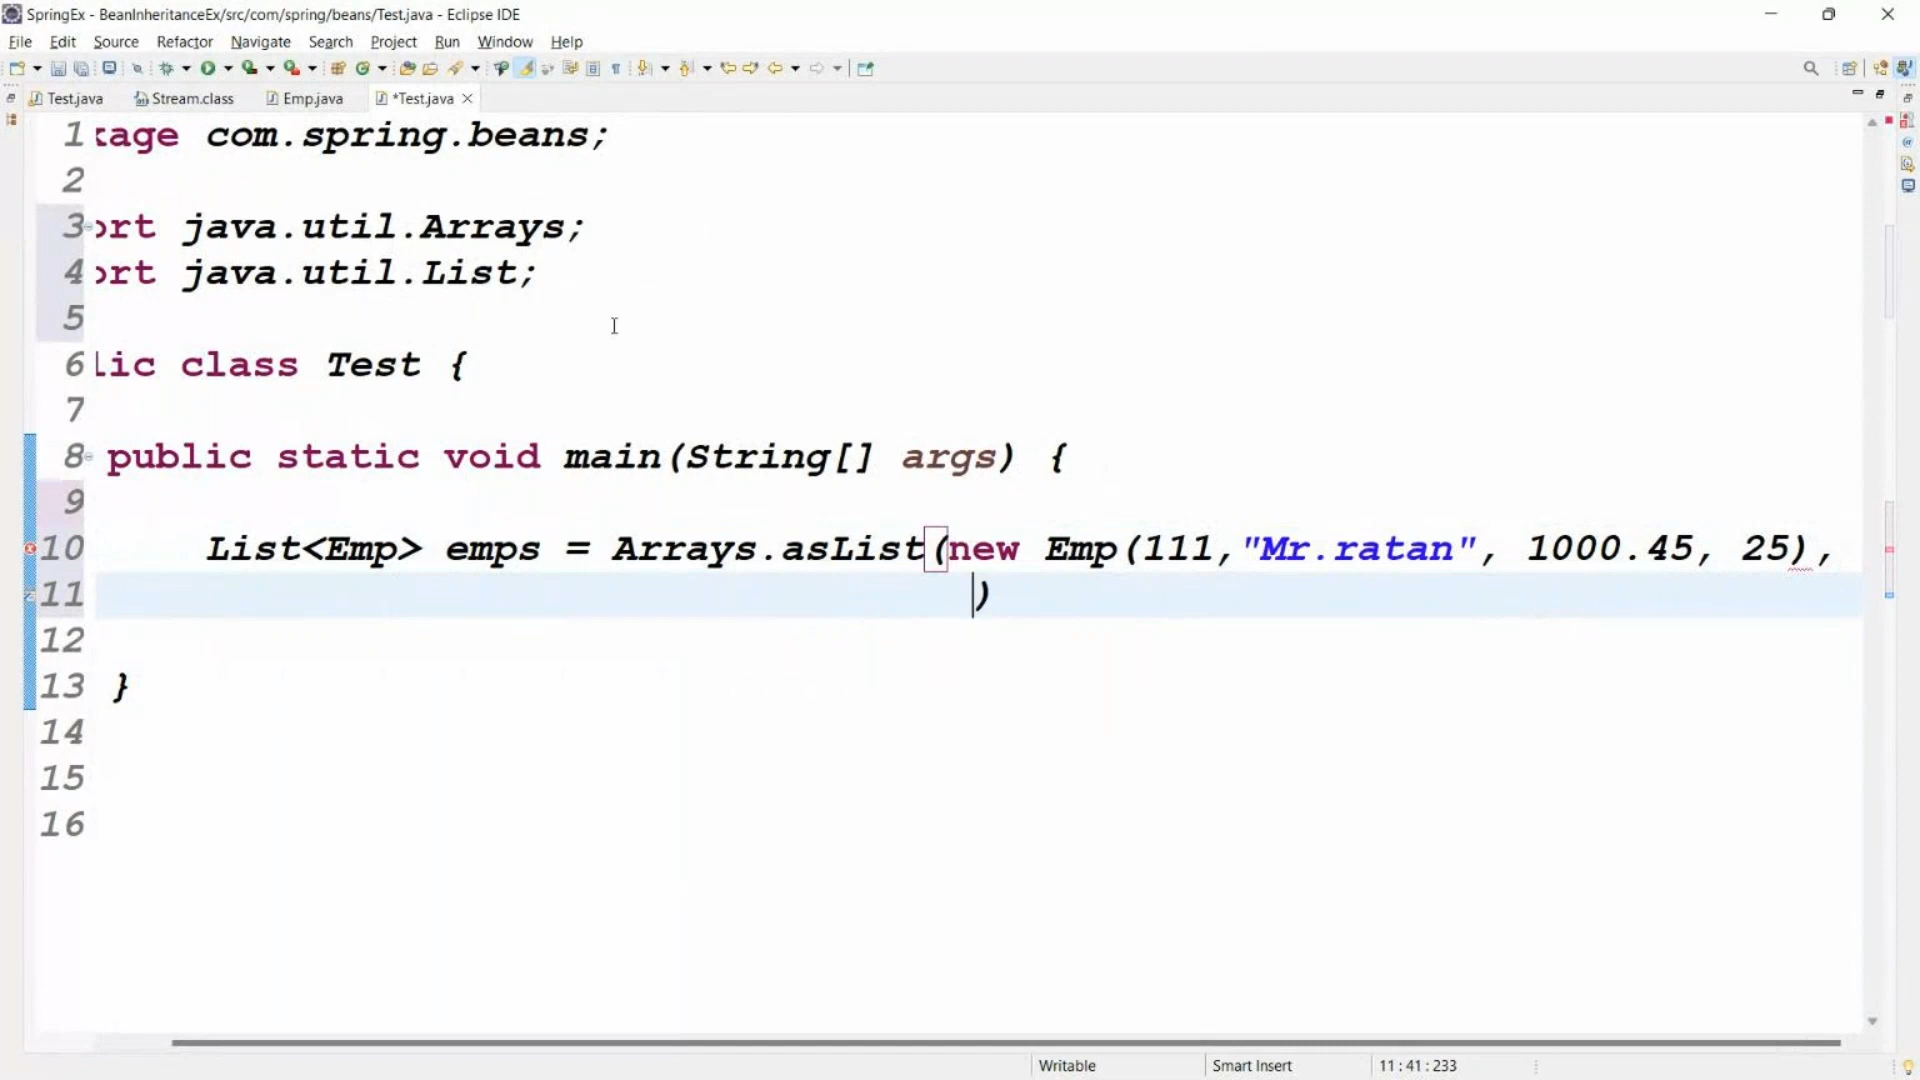 SpringEx - BeanInheritanceEx/src/com/spring/beans/Test.java - Eclipse IDE
File Edit Source Refactor Navigate Search Project Run Window Help
Test.java Stream.class Emp.java *Test.java
1 kage com.spring.beans;
2
3 ort java.util.Arrays;
4 ort java.util.List;
5
6 lic class Test {
7
8 public static void main(String[] args) {
9
10 List<Emp> emps = Arrays.asList(new Emp(111,"Mr.ratan", 1000.45, 25),
11 )
12
13 }
14
15
16
Writable Smart Insert 11 : 41 : 233